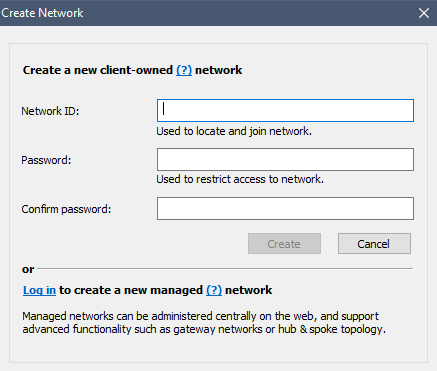 Create Network
Create a new client-owned (?) network
Network ID:
Used to locate and join network.
Password:
Used to restrict access to network.
Confirm password:
Create
Cancel
or
Log in to create a new managed (?) network
Managed networks can be administered centrally on the web, and support
advanced functionality such as gateway networks or hub & spoke topology.